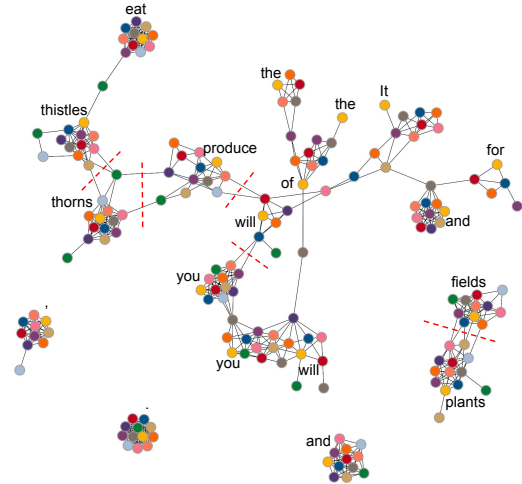 eat
the
thistles
the
It
produce
for
of
thorns
will
and
you
fields
,
you
will
plants
.
and